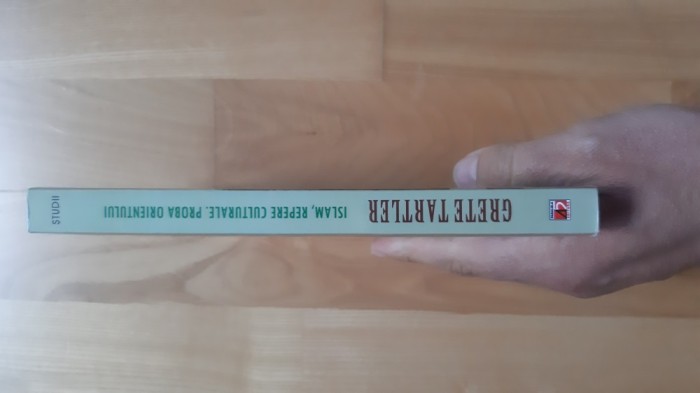 GRETE TARTLER
ISLAM, REPERE CULTURALE. PROBA ORIENTULUI
STUDII